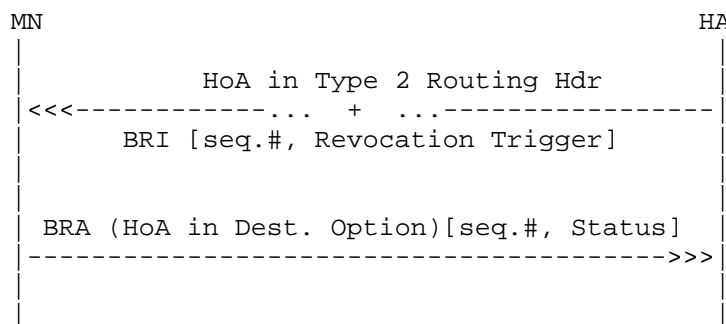 MN HA
HoA in Type 2 Routing Hdr
<<<------------... + ...-----------------
BRI [seq.#, Revocation Trigger]
BRA (HoA in Dest. Option)[seq.#, Status]
---------------------------------------->>>